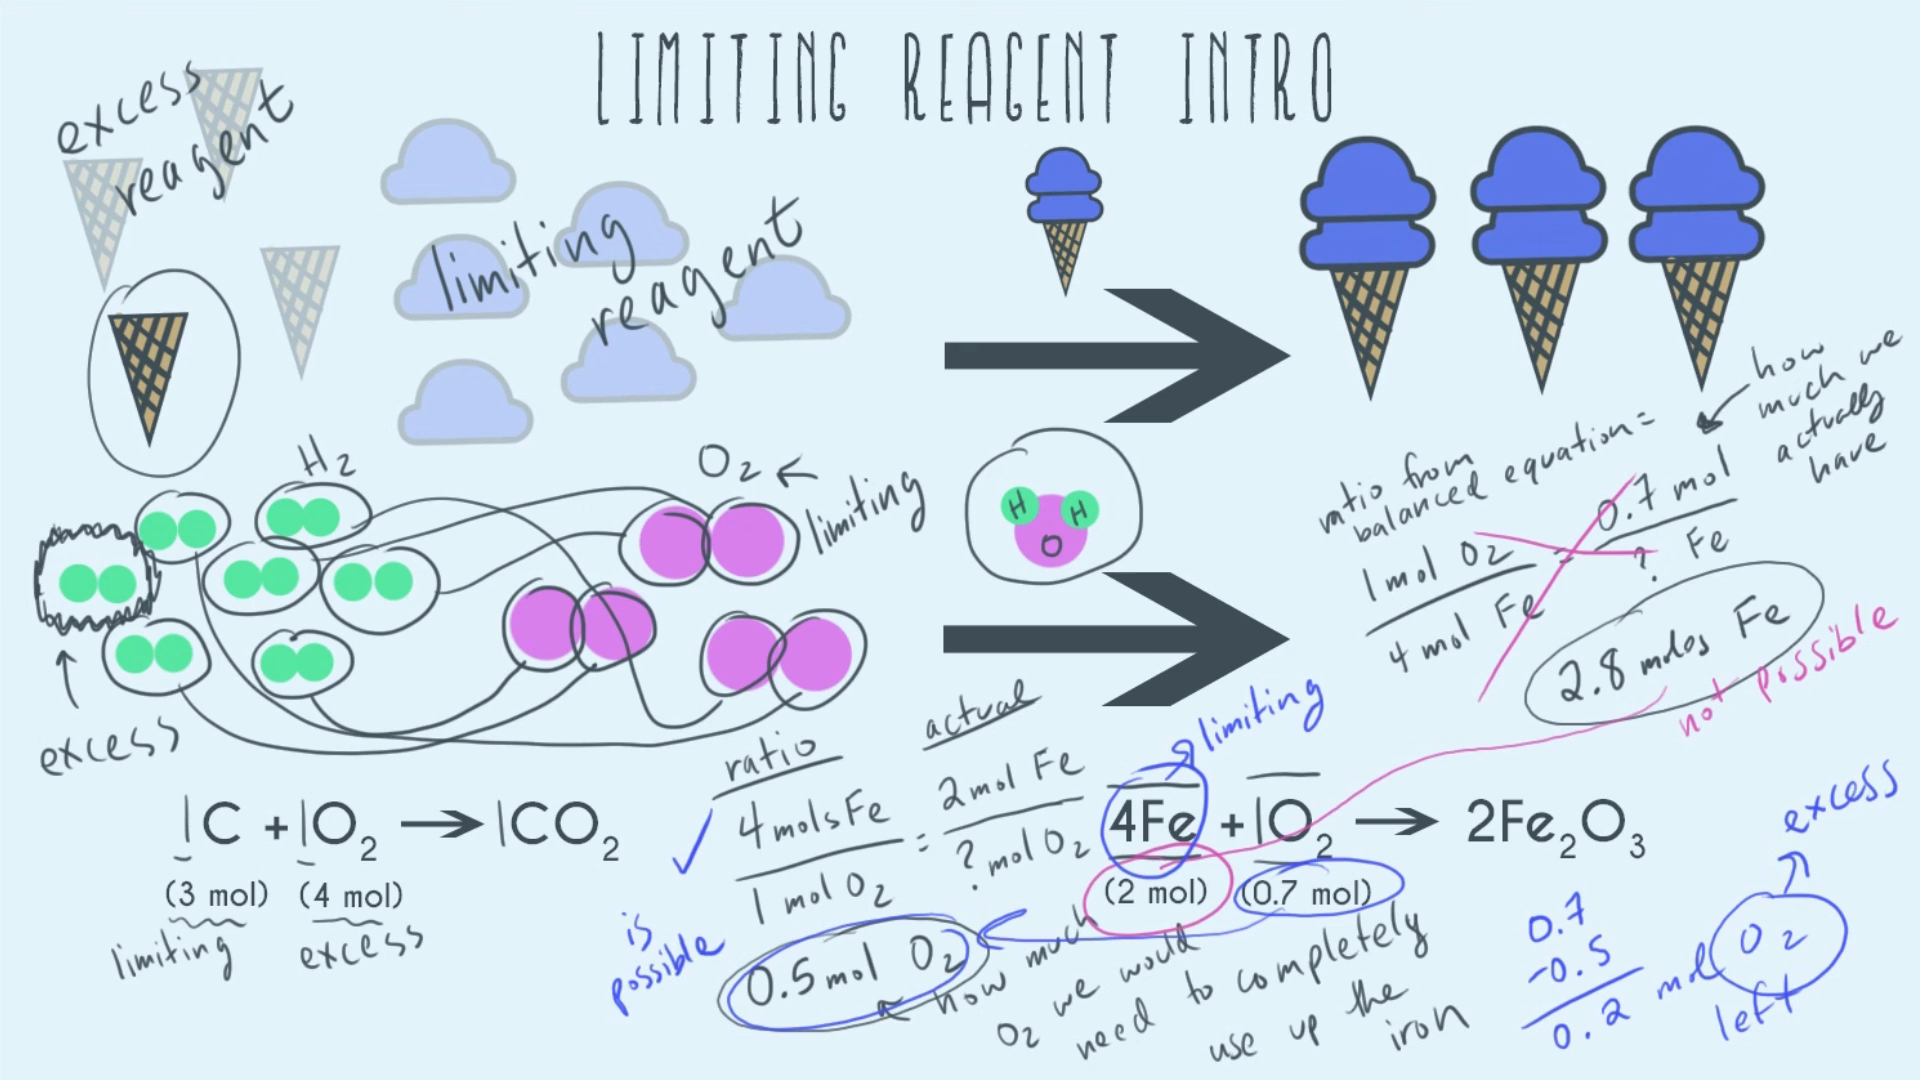 LIMITING REAGENT INTRO
excess
reagent
limiting
reagent
H2
O2 ←
limiting
excess
H H
O
how
much we
actually
have
ratio from
balanced equation =
1 mol O2 = 0.7 mol
4 mol Fe ? Fe
2.8 moles Fe
not possible
1C + 1O2 → 1CO2
(3 mol) (4 mol)
limiting excess
ratio actual
4 mols Fe = 2 mol Fe
1 mol O2 ? mol O2
is
possible
0.5 mol O2
limiting
4Fe + 1O2 → 2Fe2O3
(2 mol) (0.7 mol)
how much
O2 we would
need to completely
use up the
iron
excess
0.7
-0.5
0.2 mol O2
left